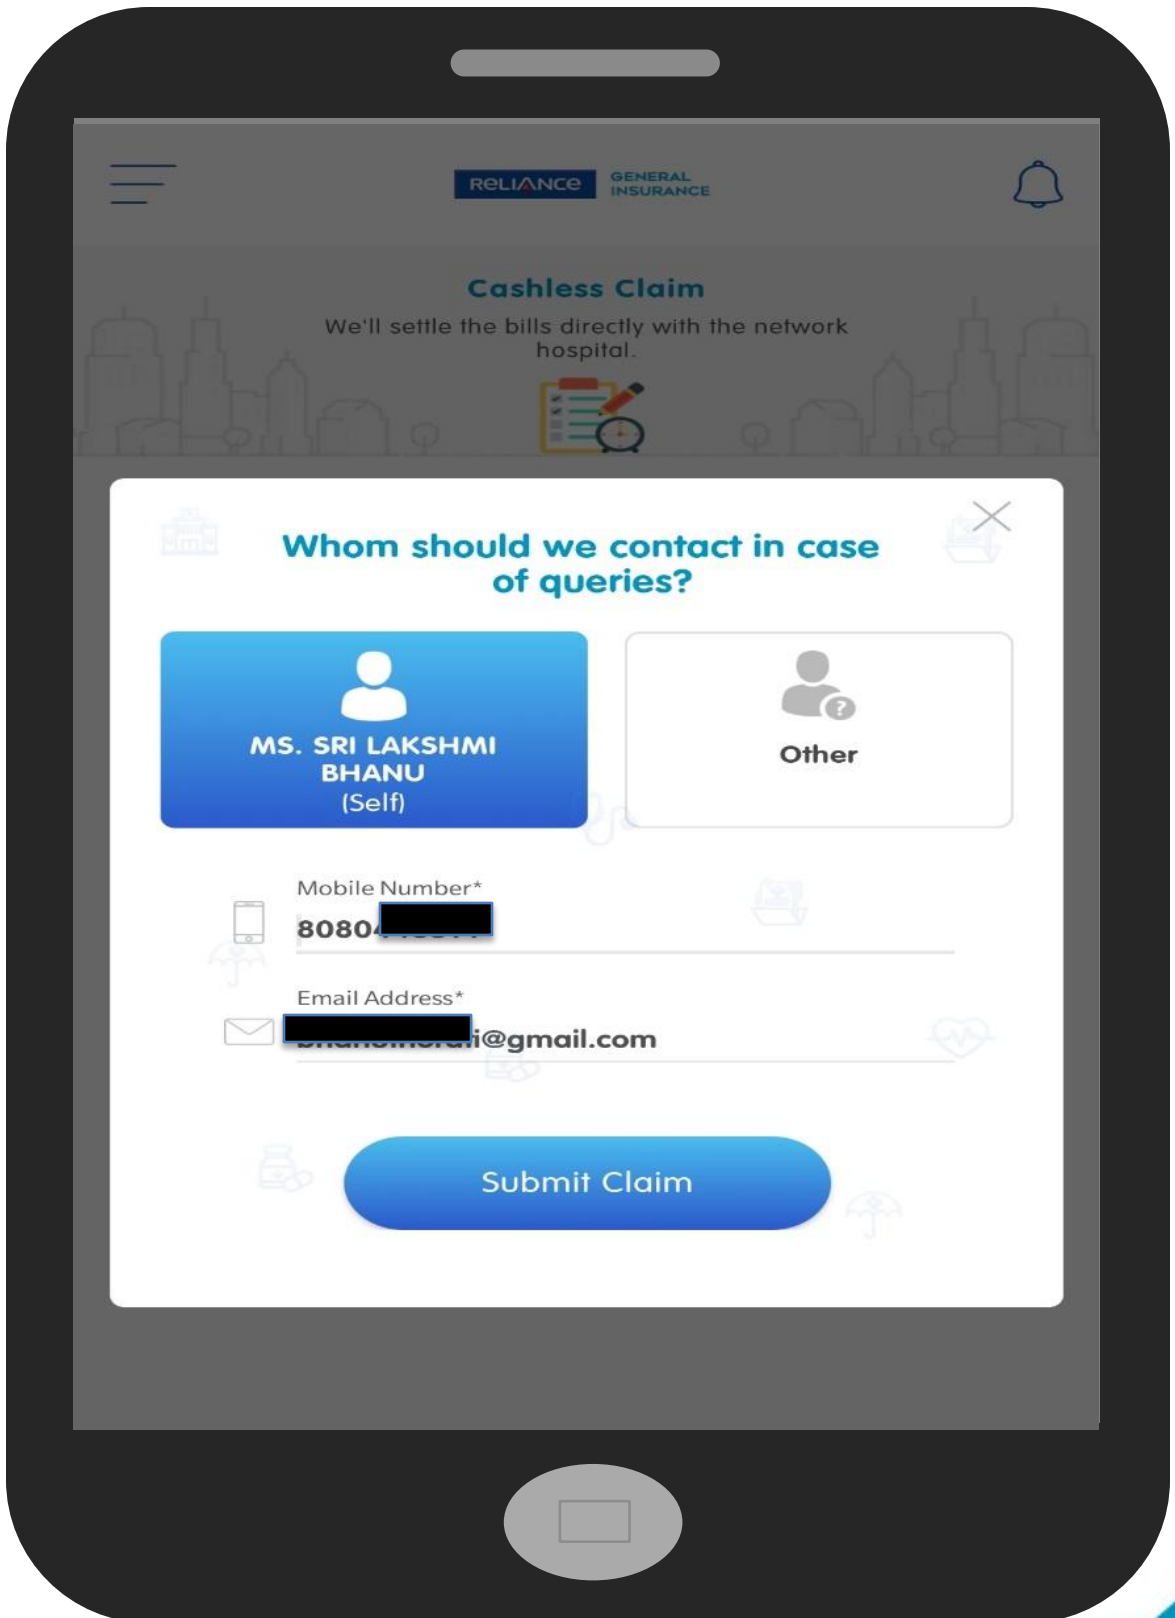 RELIANCE GENERAL
INSURANCE
Cashless Claim
We'll settle the bills directly with the network
hospital.
Whom should we contact in case
of queries?
MS. SRI LAKSHMI
BHANU
(Self)
Other
Mobile Number*
8080
Email Address*
@gmail.com
Submit Claim